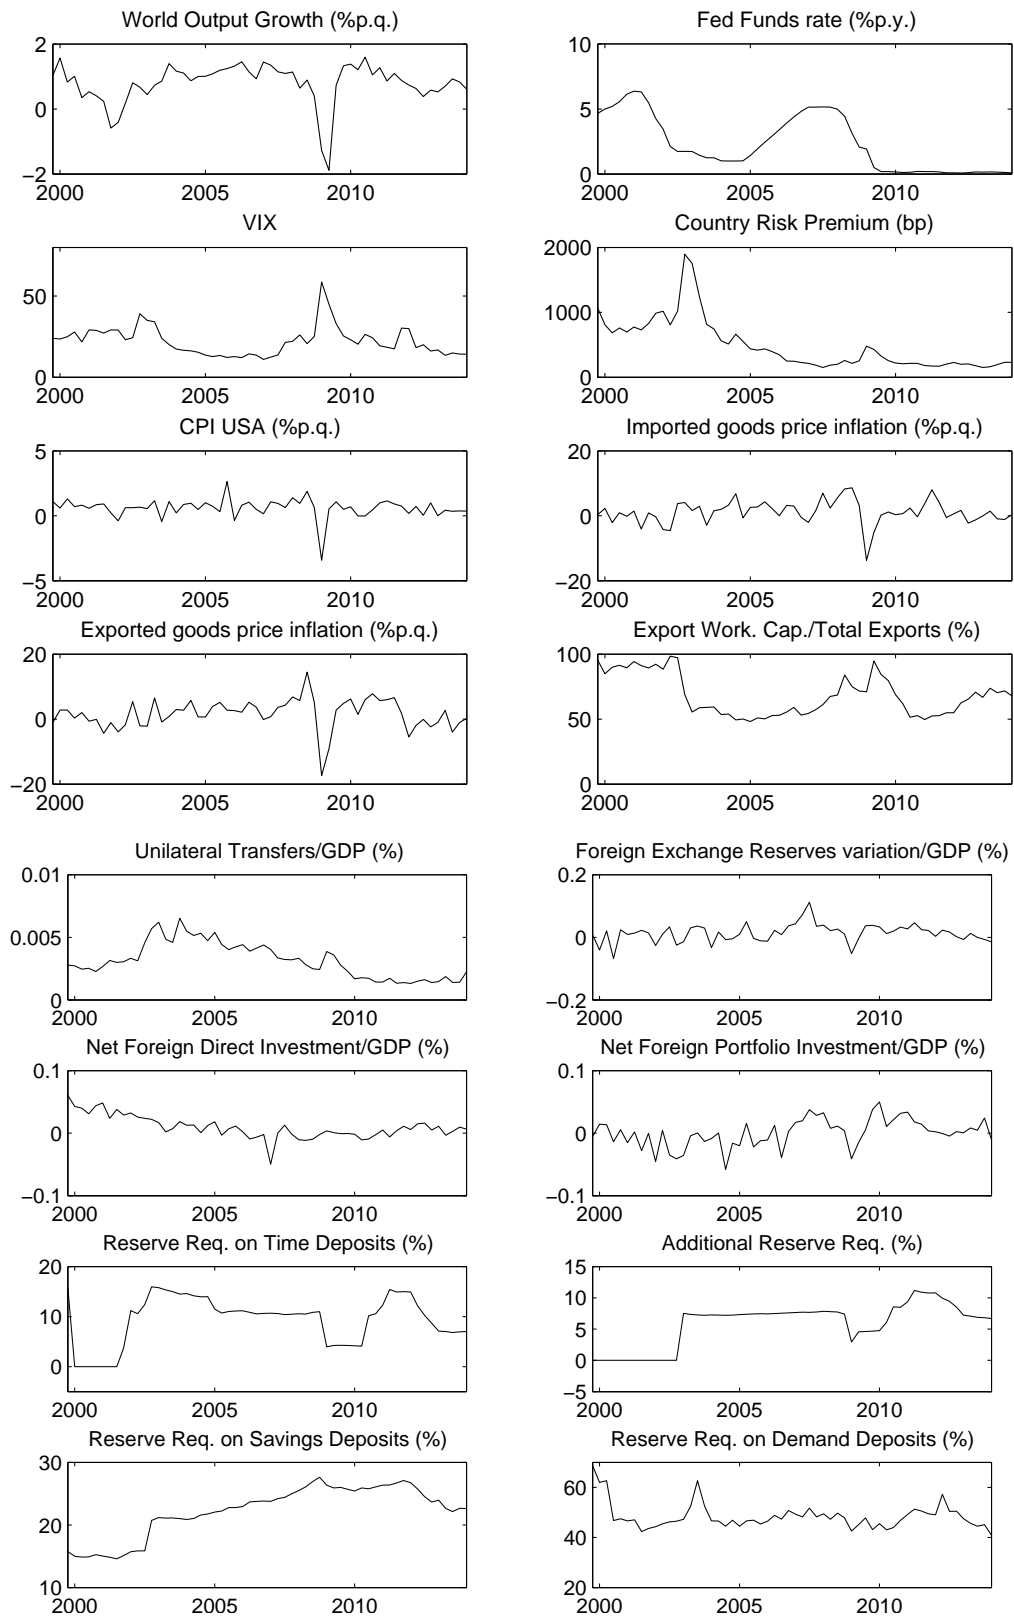 World Output Growth (%p.q.)
2
0
−2
2000 2005 2010
Fed Funds rate (%p.y.)
10
5
0
2000 2005 2010
VIX
50
0
2000 2005 2010
Country Risk Premium (bp)
2000
1000
0
2000 2005 2010
CPI USA (%p.q.)
5
0
−5
2000 2005 2010
Imported goods price inflation (%p.q.)
20
0
−20
2000 2005 2010
Exported goods price inflation (%p.q.)
20
0
−20
2000 2005 2010
Export Work. Cap./Total Exports (%)
100
50
0
2000 2005 2010
Unilateral Transfers/GDP (%)
0.01
0.005
0
2000 2005 2010
Foreign Exchange Reserves variation/GDP (%)
0.2
0
−0.2
2000 2005 2010
Net Foreign Direct Investment/GDP (%)
0.1
0
−0.1
2000 2005 2010
Net Foreign Portfolio Investment/GDP (%)
0.1
0
−0.1
2000 2005 2010
Reserve Req. on Time Deposits (%)
20
10
0
2000 2005 2010
Additional Reserve Req. (%)
15
10
5
0
−5
2000 2005 2010
Reserve Req. on Savings Deposits (%)
30
20
10
2000 2005 2010
Reserve Req. on Demand Deposits (%)
60
40
20
2000 2005 2010